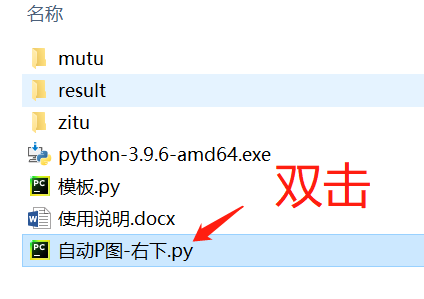 名称
mutu
result
zitu
python-3.9.6-amd64.exe
模板.py
使用说明.docx
自动P图-右下.py
双击